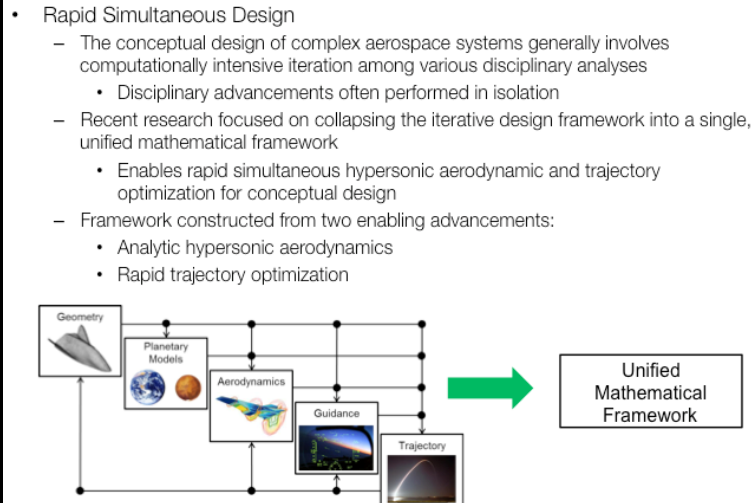 • Rapid Simultaneous Design
– The conceptual design of complex aerospace systems generally involves
computationally intensive iteration among various disciplinary analyses
• Disciplinary advancements often performed in isolation
– Recent research focused on collapsing the iterative design framework into a single,
unified mathematical framework
• Enables rapid simultaneous hypersonic aerodynamic and trajectory
optimization for conceptual design
– Framework constructed from two enabling advancements:
• Analytic hypersonic aerodynamics
• Rapid trajectory optimization
Geometry
Planetary
Models
Aerodynamics
Guidance
Trajectory
Unified
Mathematical
Framework